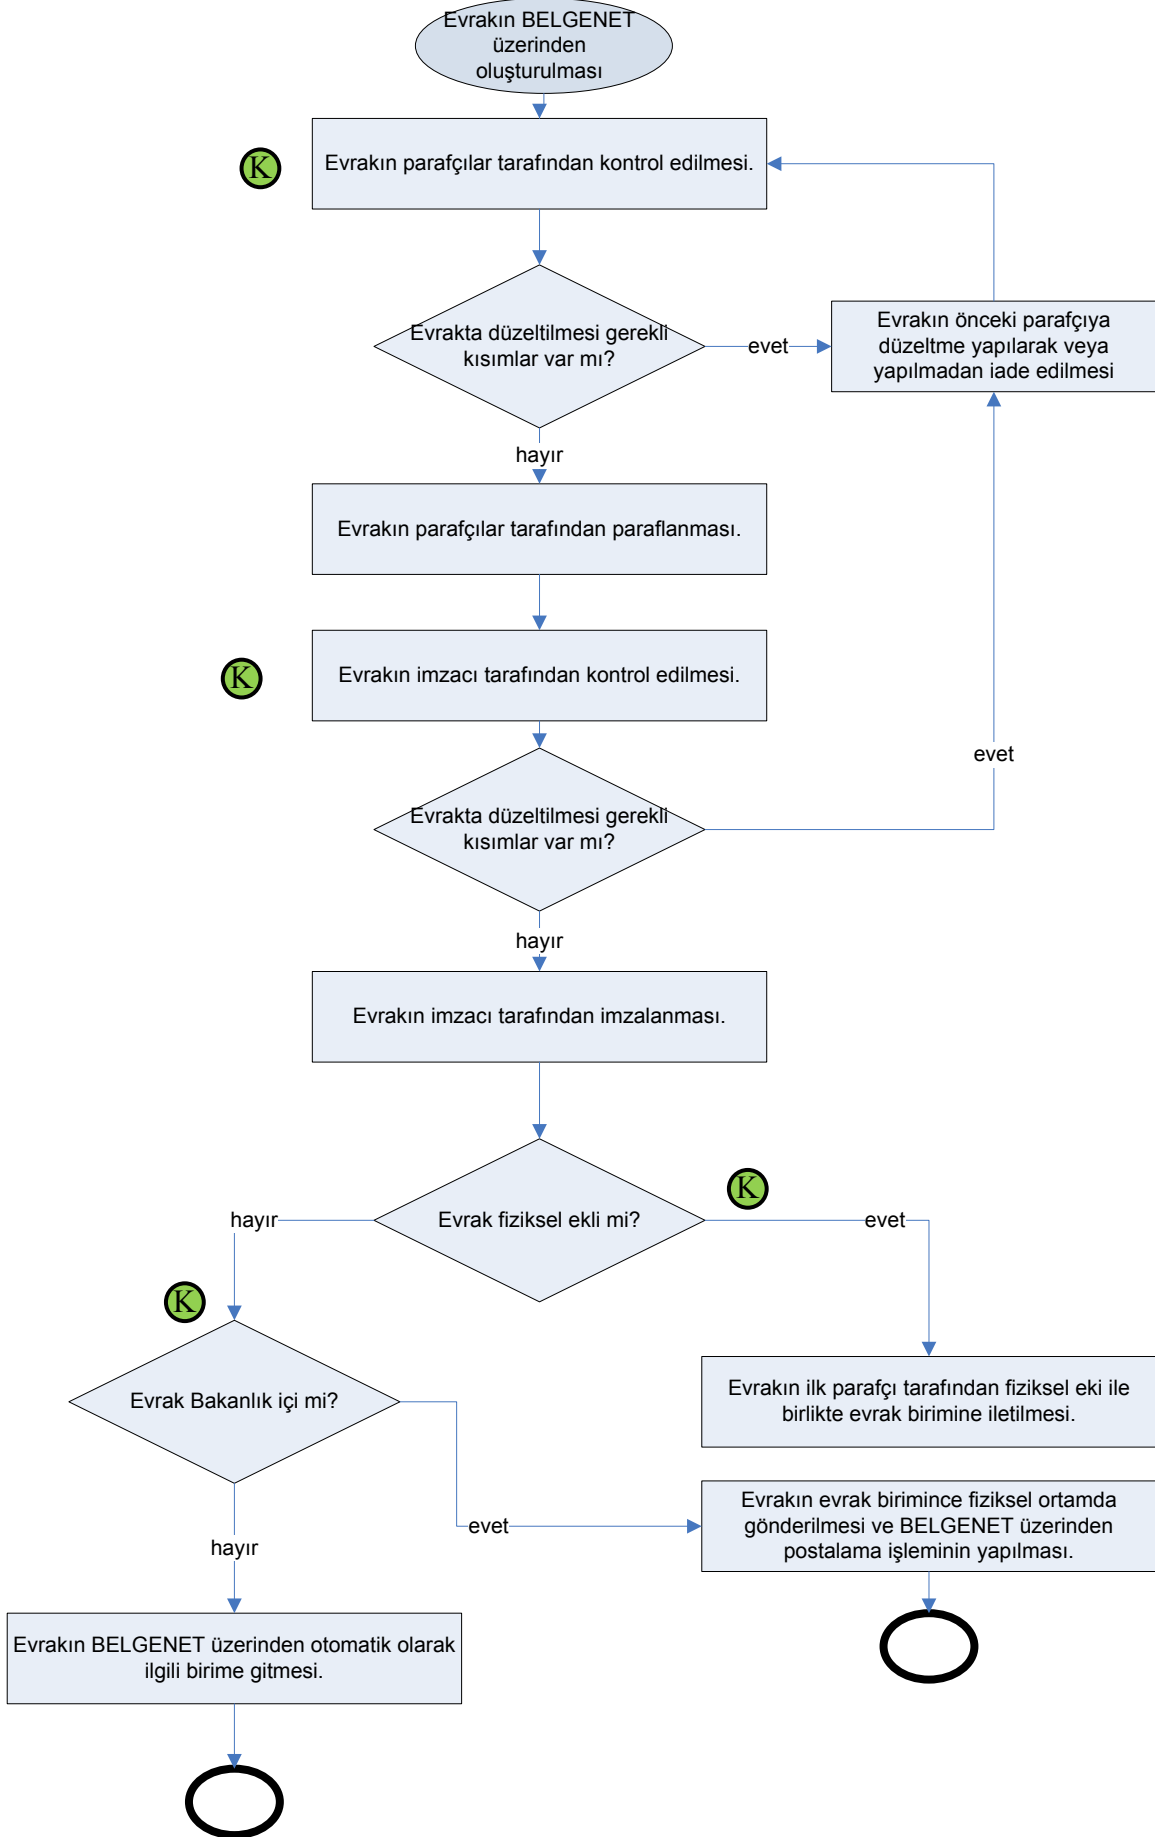 Evrakın BELGENET
üzerinden
oluşturulması
K
Evrakın parafçılar tarafından kontrol edilmesi.
Evrakta düzeltilmesi gerekli
kısımlar var mı?
evet
Evrakın önceki parafçıya
düzeltme yapılarak veya
yapılmadan iade edilmesi
hayır
Evrakın parafçılar tarafından paraflanması.
K
Evrakın imzacı tarafından kontrol edilmesi.
evet
Evrakta düzeltilmesi gerekli
kısımlar var mı?
hayır
Evrakın imzacı tarafından imzalanması.
K
hayır
Evrak fiziksel ekli mi?
evet
K
Evrak Bakanlık içi mi?
Evrakın ilk parafçı tarafından fiziksel eki ile
birlikte evrak birimine iletilmesi.
evet
Evrakın evrak birimince fiziksel ortamda
gönderilmesi ve BELGENET üzerinden
postalama işleminin yapılması.
hayır
Evrakın BELGENET üzerinden otomatik olarak
ilgili birime gitmesi.